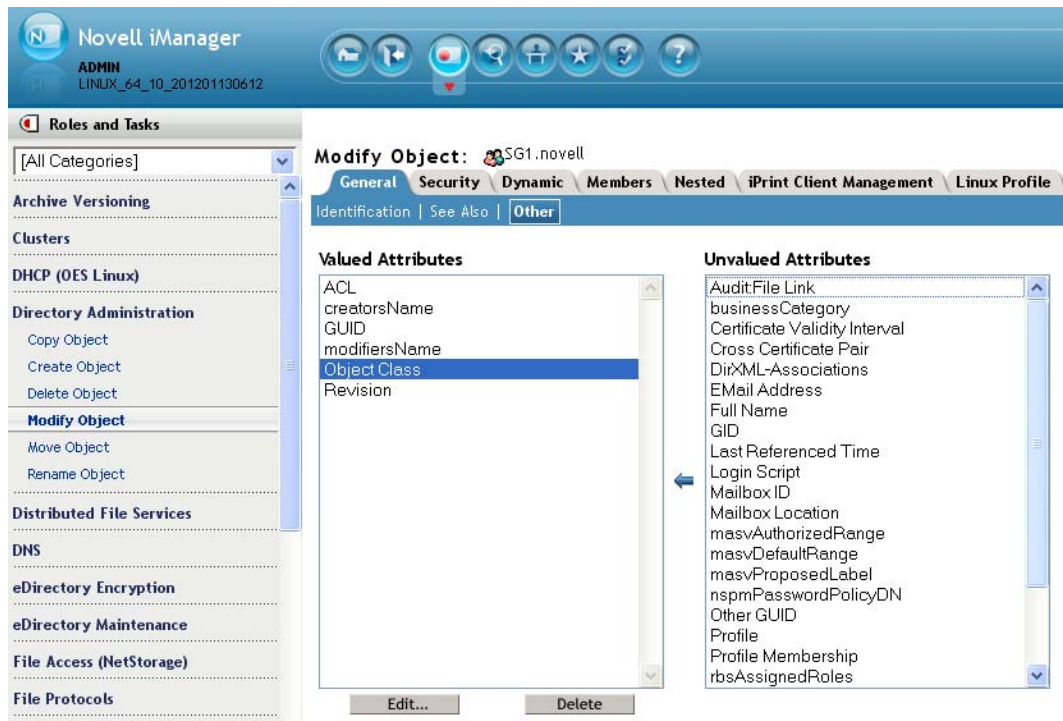 Novell iManager
ADMIN
LINUX_64_10_201201130612
Roles and Tasks
[All Categories]
Archive Versioning
Clusters
DHCP (OES Linux)
Directory Administration
Copy Object
Create Object
Delete Object
Modify Object
Move Object
Rename Object
Distributed File Services
DNS
eDirectory Encryption
eDirectory Maintenance
File Access (NetStorage)
File Protocols
Modify Object: SG1.novell
General Security Dynamic Members Nested iPrint Client Management Linux Profile
Identification | See Also | Other
Valued Attributes
ACL
creatorsName
GUID
modifiersName
Object Class
Revision
Edit... Delete
Unvalued Attributes
Audit:File Link
businessCategory
Certificate Validity Interval
Cross Certificate Pair
DirXML-Associations
EMail Address
Full Name
GID
Last Referenced Time
Login Script
Mailbox ID
Mailbox Location
masvAuthorizedRange
masvDefaultRange
masvProposedLabel
nspmPasswordPolicyDN
Other GUID
Profile
Profile Membership
rbsAssignedRoles